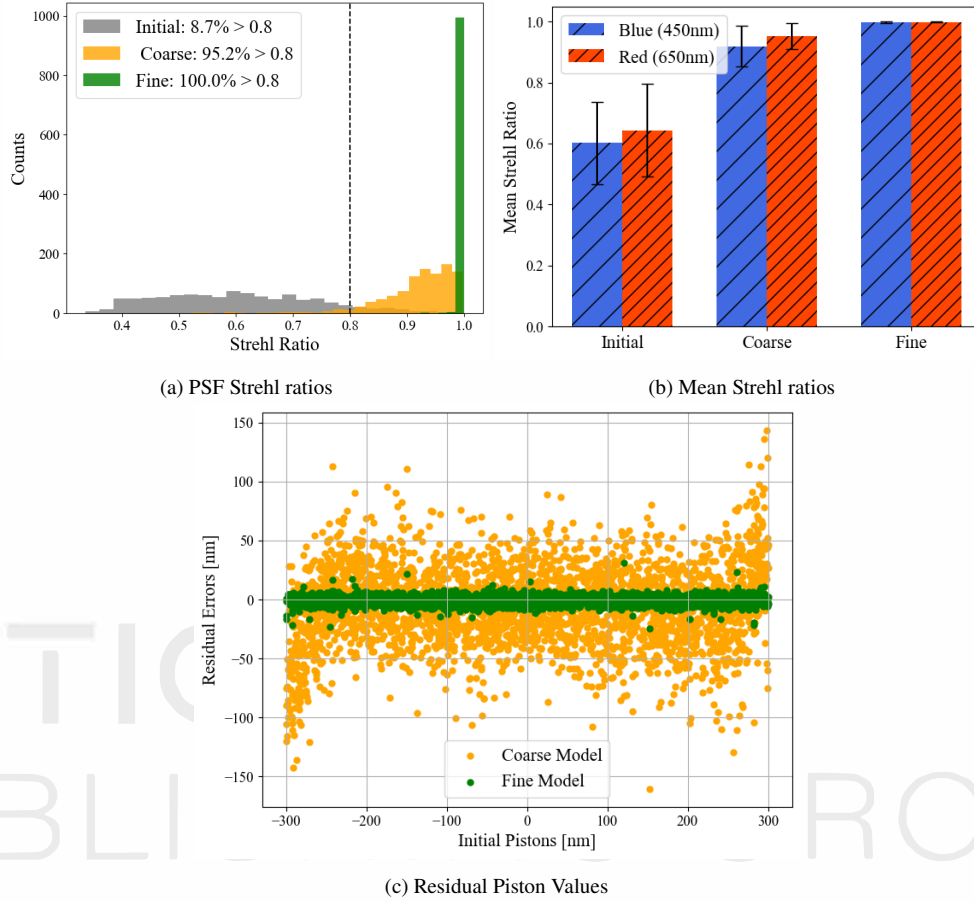 1000
800
600
400
200
0
Counts
0.4 0.5 0.6 0.7 0.8 0.9 1.0
Strehl Ratio
Initial: 8.7% > 0.8
Coarse: 95.2% > 0.8
Fine: 100.0% > 0.8
(a) PSF Strehl ratios
1.0
0.8
0.6
0.4
0.2
0.0
Mean Strehl Ratio
Blue (450nm)
Red (650nm)
Initial Coarse Fine
(b) Mean Strehl ratios
150
100
50
0
−50
−100
−150
Residual Errors [nm]
Coarse Model
Fine Model
−300 −200 −100 0 100 200 300
Initial Pistons [nm]
(c) Residual Piston Values